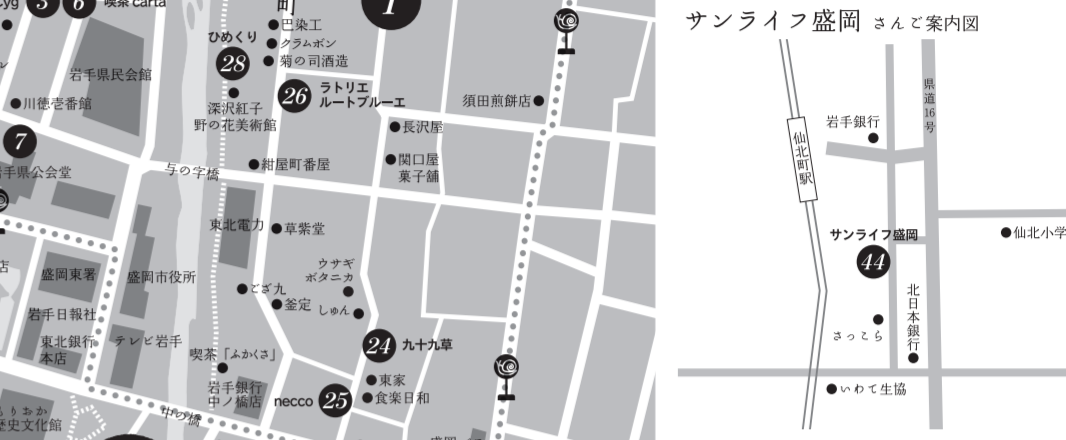 5
6
喫茶 carta
町
1
巴染工
クラムボン
菊の司酒造
ひめくり
28
岩手県民会館
26
ラトリエ
ルートブルーエ
川徳壱番館
深沢紅子
野の花美術館
須田煎餅店
長沢屋
7
関口屋
菓子舗
紺屋町番屋
与の字橋
手県公会堂
東北電力
草紫堂
盛岡東署
盛岡市役所
ウサギ
ボタニカ
ござ九
釜定
しゅん
岩手日報社
東北銀行
本店
テレビ岩手
喫茶「ふかくさ」
24
九十九草
東家
食楽日和
岩手銀行
中ノ橋店
necco
25
中の橋
もりおか
歴史文化館
サンライフ盛岡 さんご案内図
県道16号
岩手銀行
仙北町駅
サンライフ盛岡
44
仙北小学
北日本銀行
さっこら
いわて生協